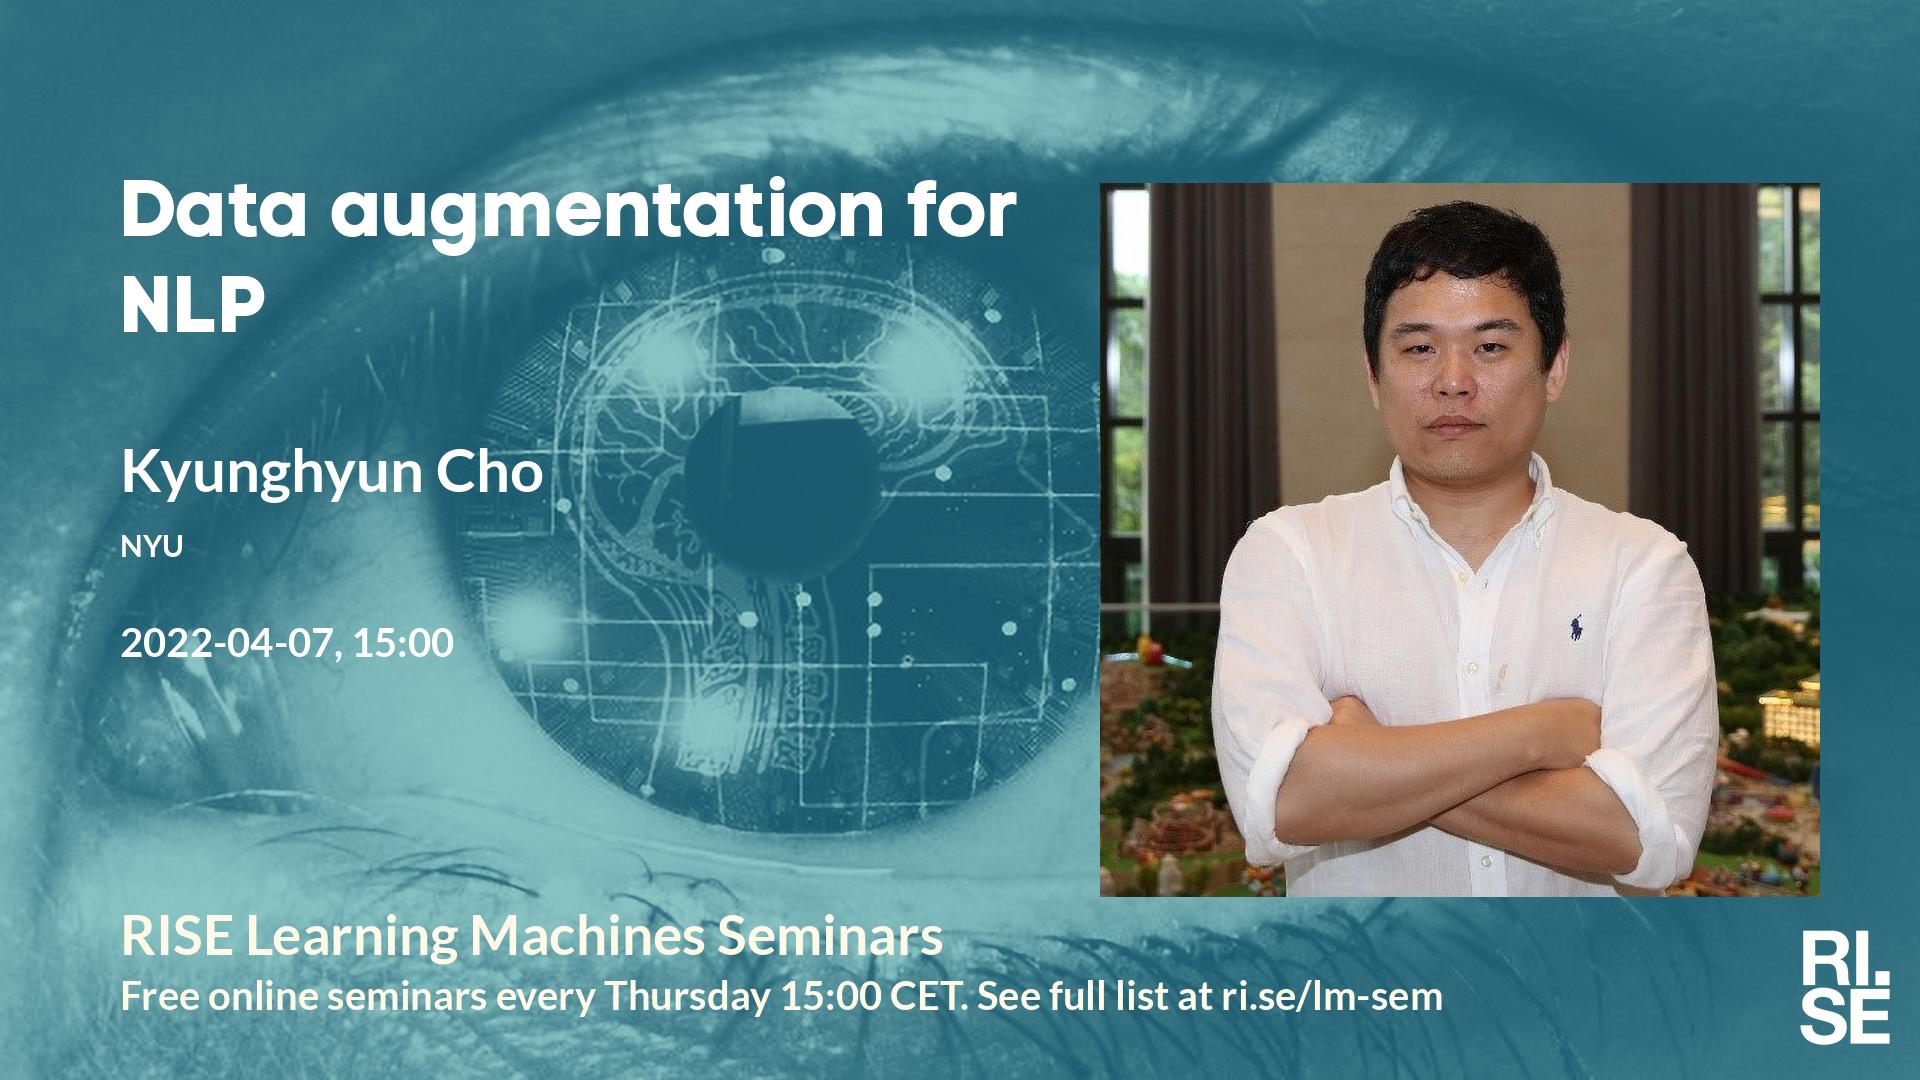 Data augmentation for
NLP
Kyunghyun Cho
NYU
2022-04-07, 15:00
RISE Learning Machines Seminars
Free online seminars every Thursday 15:00 CET. See full list at ri.se/lm-sem
RI.
SE